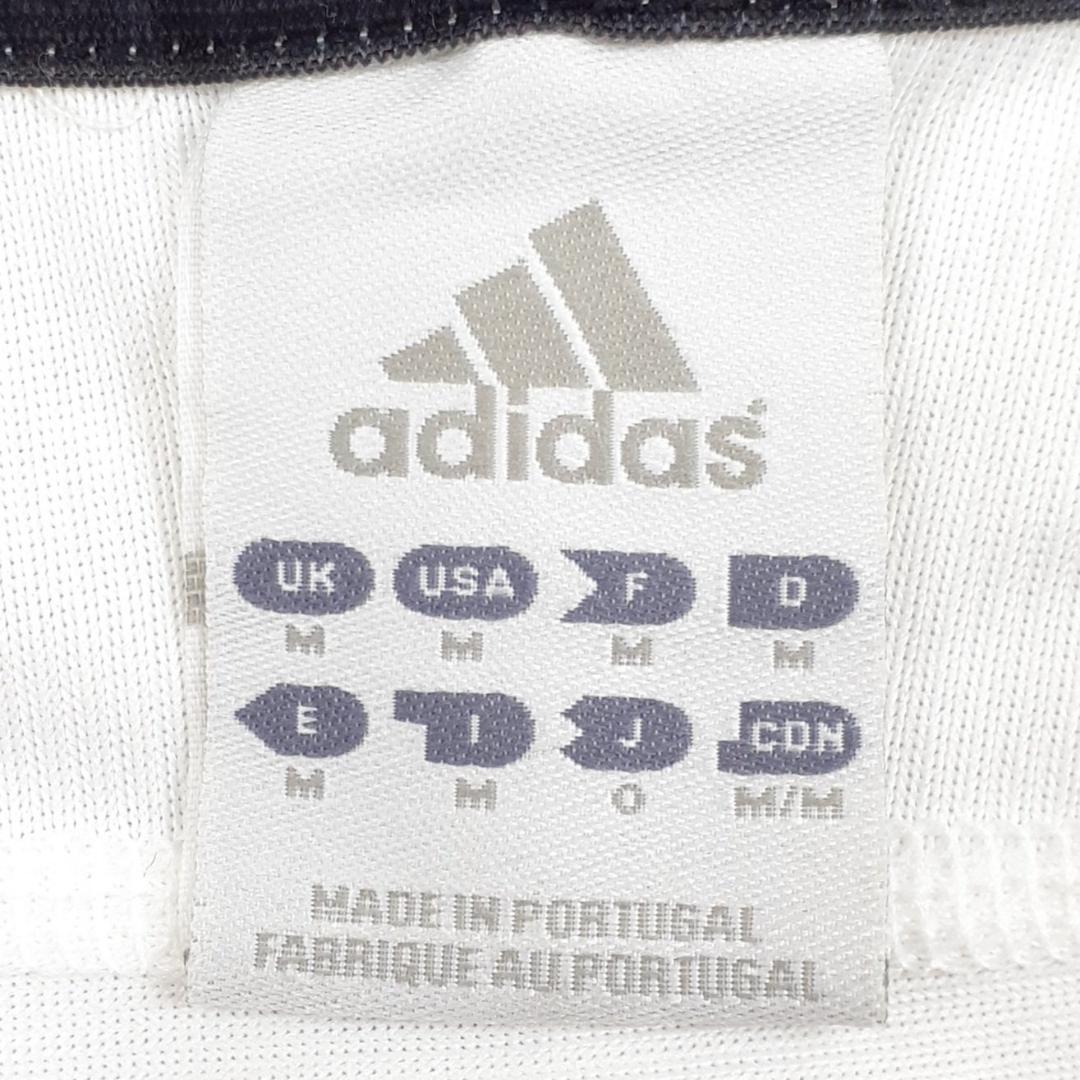 adidas®
UK USA F D
M M M M
E I J CDN
M M O M/M
MADE IN PORTUGAL
FABRIQUE AU PORTUGAL